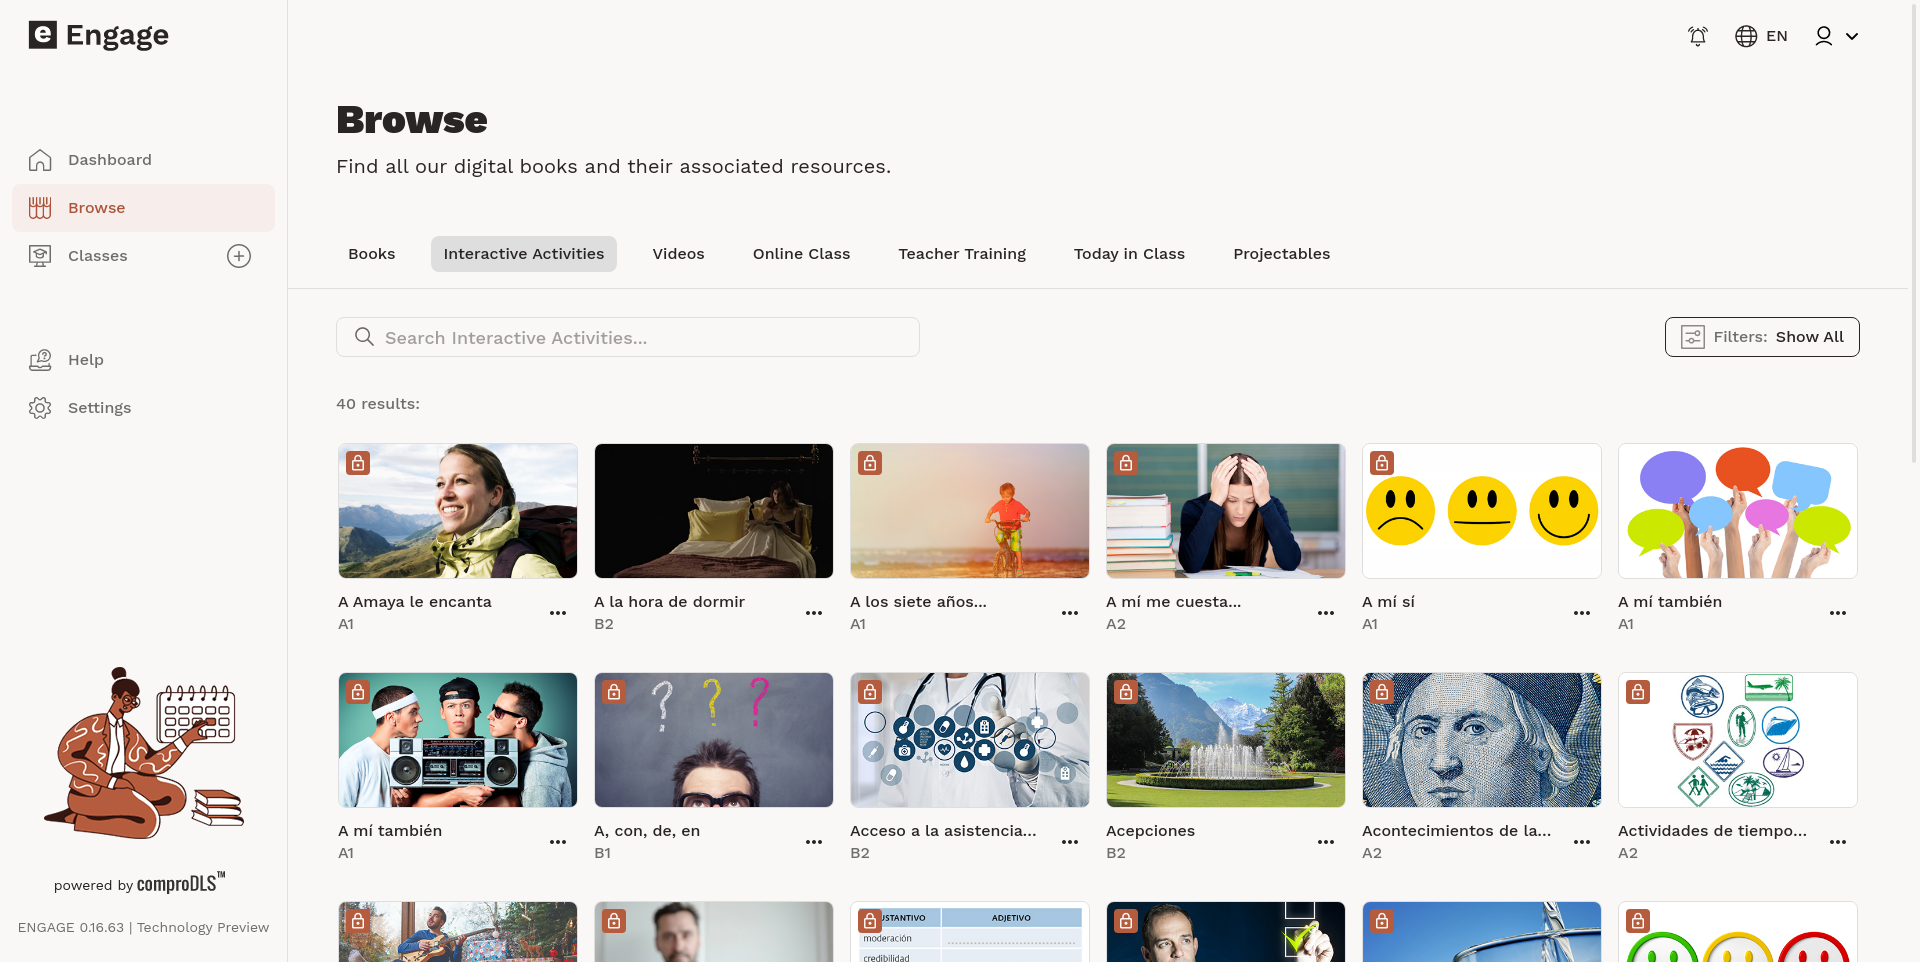 e Engage
EN
Dashboard
Browse
Classes
Help
Settings
powered by comproDLS™
ENGAGE 0.16.63 | Technology Preview
Browse
Find all our digital books and their associated resources.
Books Interactive Activities Videos Online Class Teacher Training Today in Class Projectables
Search Interactive Activities...
Filters: Show All
40 results:
A Amaya le encanta
A1
A la hora de dormir
B2
A los siete años...
A1
A mí me cuesta...
A2
A mí sí
A1
A mí también
A1
? ? ?
A mí también
A1
A, con, de, en
B1
Acceso a la asistencia...
B2
Acepciones
B2
Acontecimientos de la...
A2
Actividades de tiempo...
A2
USTANTIVO ADJETIVO
moderación
credibilidad